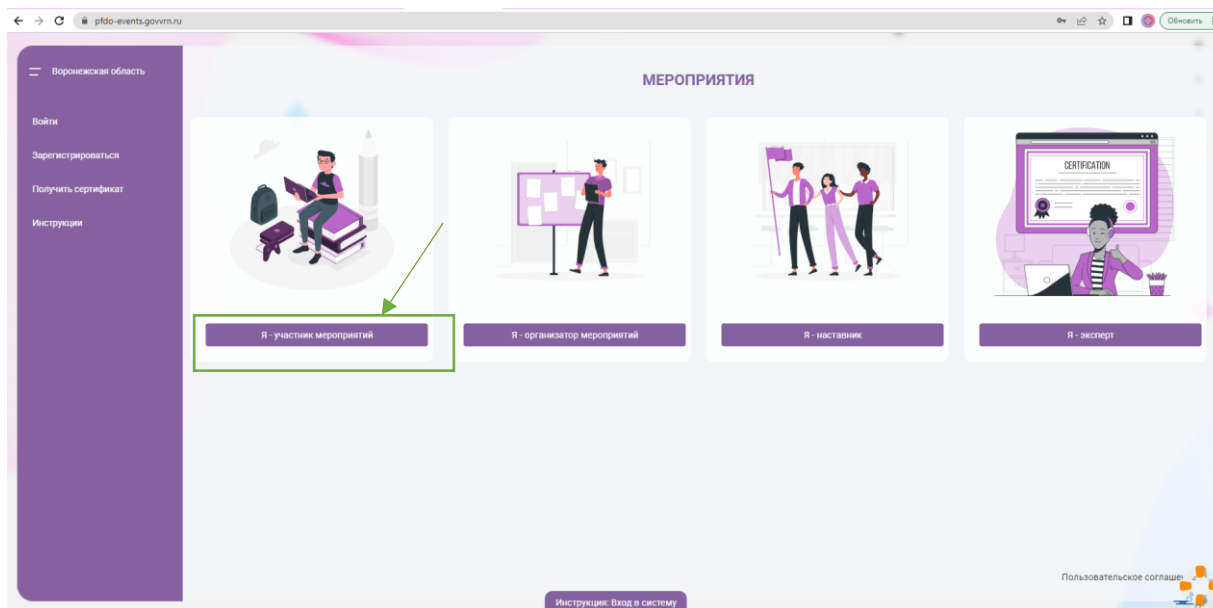 pfdo-events.govvrn.ru
Обновить
Воронежская область
МЕРОПРИЯТИЯ
Войти
Зарегистрироваться
Получить сертификат
Инструкции
CERTIFICATION
Я - участник мероприятий
Я - организатор мероприятий
Я - наставник
Я - эксперт
Пользовательское
Инструкция: Вход в систему